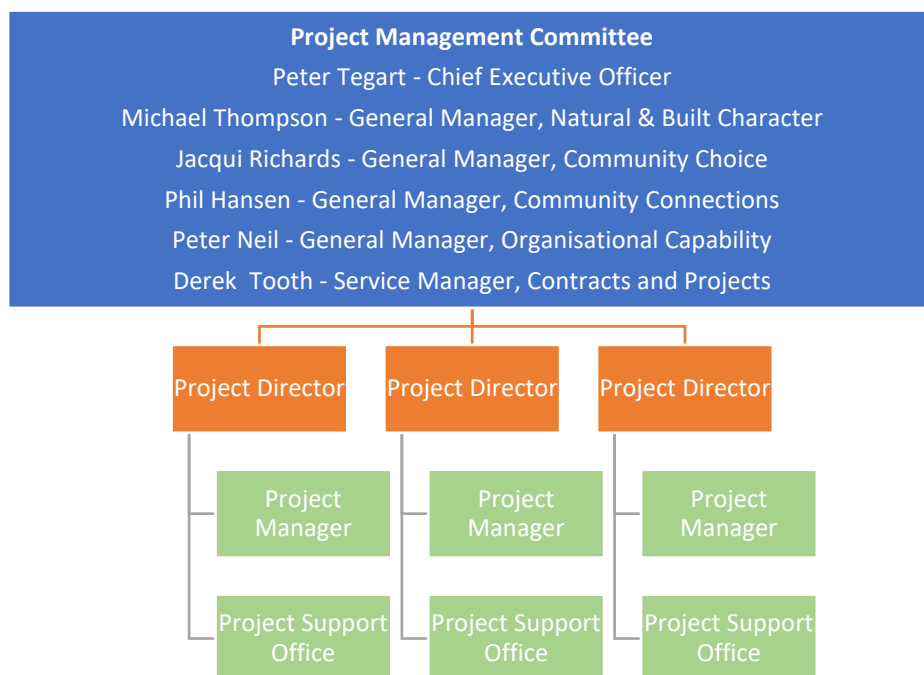 Project Management Committee
Peter Tegart - Chief Executive Officer
Michael Thompson - General Manager, Natural & Built Character
Jacqui Richards - General Manager, Community Choice
Phil Hansen - General Manager, Community Connections
Peter Neil - General Manager, Organisational Capability
Derek  Tooth - Service Manager, Contracts and Projects
Project Director
Project Director
Project Director
Project
Manager
Project
Manager
Project
Manager
Project Support
Office
Project Support
Office
Project Support
Office